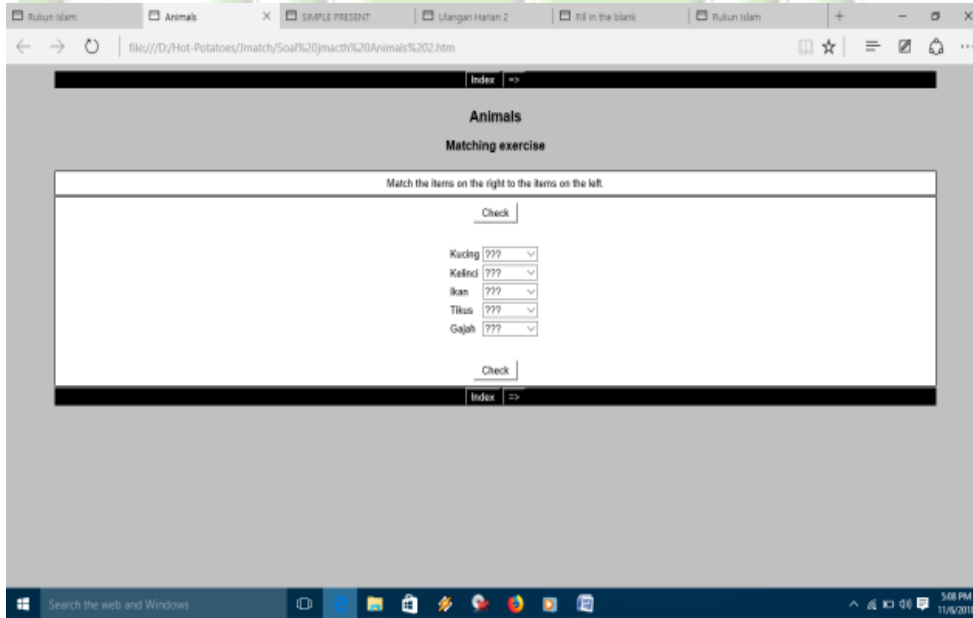 Rukun Islam Animals SIMPLE PRESENT Ulangan Harian 2 Fill in the blank Rukun Islam
file:///D:/Hot-Potatoes/Jmatch/Soal%20jmacth%20Animals%202.htm
Index =>
Animals
Matching exercise
Match the items on the right to the items on the left.
Check
Kucing ???
Kelinci ???
Ikan ???
Tikus ???
Gajah ???
Check
Index =>
Search the web and Windows
5:08 PM